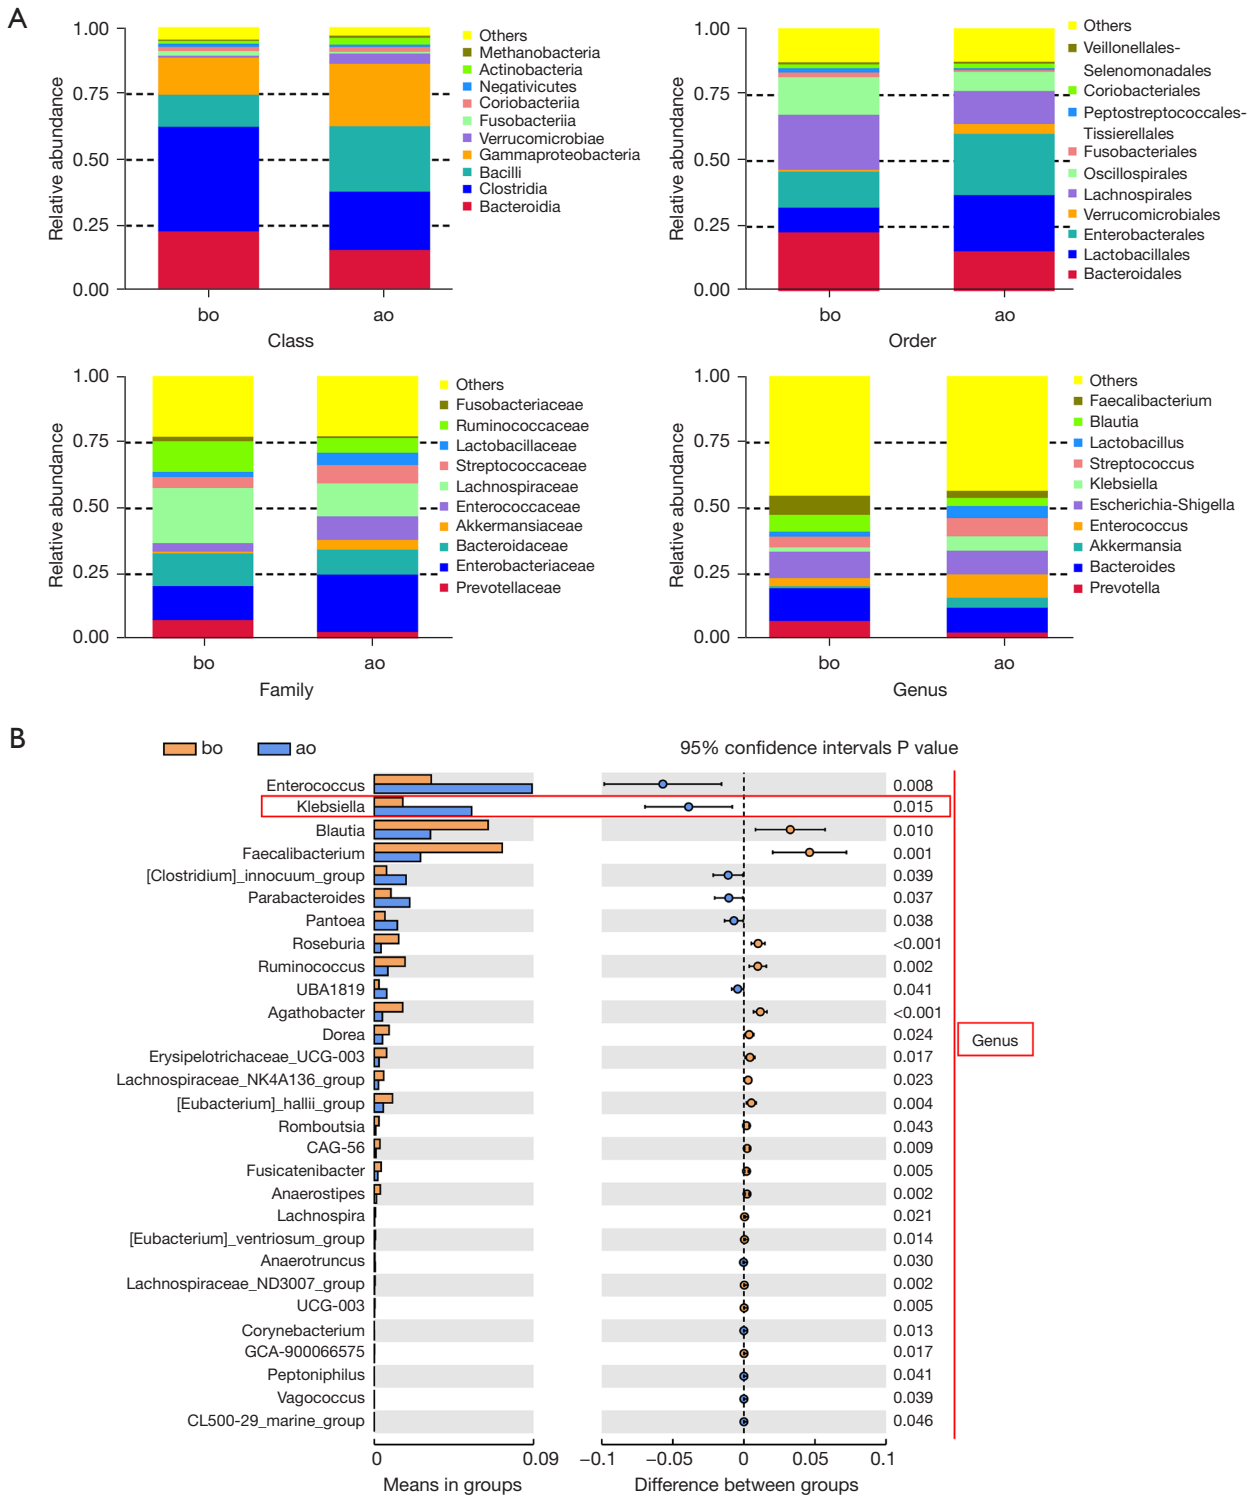 A
Relative abundance
1.00
0.75
0.50
0.25
0.00
bo
ao
Class
Others
Methanobacteria
Actinobacteria
Negativicutes
Coriobacteriia
Fusobacteriia
Verrucomicrobiae
Gammaproteobacteria
Bacilli
Clostridia
Bacteroidia
Relative abundance
1.00
0.75
0.50
0.25
0.00
bo
ao
Order
Others
Veillonellales-
Selenomonadales
Coriobacteriales
Peptostreptococcales-
Tissierellales
Fusobacteriales
Oscillospirales
Lachnospirales
Verrucomicrobiales
Enterobacterales
Lactobacillales
Bacteroidales
Relative abundance
1.00
0.75
0.50
0.25
0.00
bo
ao
Family
Others
Fusobacteriaceae
Ruminococcaceae
Lactobacillaceae
Streptococcaceae
Lachnospiraceae
Enterococcaceae
Akkermansiaceae
Bacteroidaceae
Enterobacteriaceae
Prevotellaceae
Relative abundance
1.00
0.75
0.50
0.25
0.00
bo
ao
Genus
Others
Faecalibacterium
Blautia
Lactobacillus
Streptococcus
Klebsiella
Escherichia-Shigella
Enterococcus
Akkermansia
Bacteroides
Prevotella
B
bo
ao
95% confidence intervals P value
Enterococcus 0.008
Klebsiella 0.015
Blautia 0.010
Faecalibacterium 0.001
[Clostridium]_innocuum_group 0.039
Parabacteroides 0.037
Pantoea 0.038
Roseburia <0.001
Ruminococcus 0.002
UBA1819 0.041
Agathobacter <0.001
Dorea 0.024
Erysipelotrichaceae_UCG-003 0.017
Lachnospiraceae_NK4A136_group 0.023
[Eubacterium]_hallii_group 0.004
Romboutsia 0.043
CAG-56 0.009
Fusicatenibacter 0.005
Anaerostipes 0.002
Lachnospira 0.021
[Eubacterium]_ventriosum_group 0.014
Anaerotruncus 0.030
Lachnospiraceae_ND3007_group 0.002
UCG-003 0.005
Corynebacterium 0.013
GCA-900066575 0.017
Peptoniphilus 0.041
Vagococcus 0.039
CL500-29_marine_group 0.046
Genus
0 0.09
−0.1 −0.05 0 0.05 0.1
Means in groups
Difference between groups